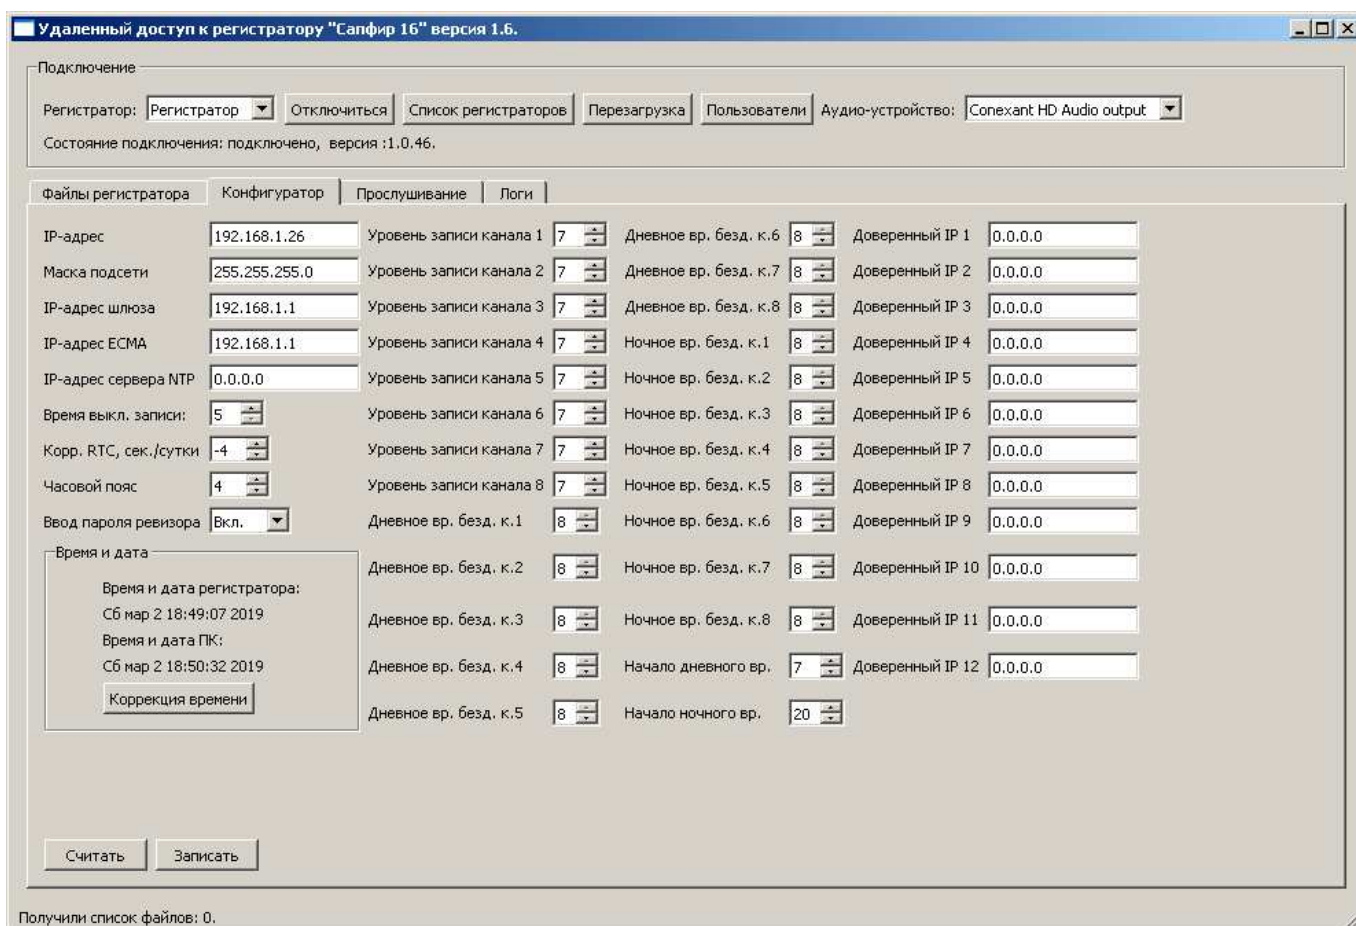 Удаленный доступ к регистратору "Сапфир 16" версия 1.6.
Подключение
Регистратор: Регистратор Отключиться Список регистраторов Перезагрузка Пользователи Аудио-устройство: Conexant HD Audio output
Состояние подключения: подключено, версия :1.0.46.
Файлы регистратора Конфигуратор Прослушивание Логи
IP-адрес 192.168.1.26 Уровень записи канала 1 7 Дневное вр. безд. к.6 8 Доверенный IP 1 0.0.0.0
Маска подсети 255.255.255.0 Уровень записи канала 2 7 Дневное вр. безд. к.7 8 Доверенный IP 2 0.0.0.0
IP-адрес шлюза 192.168.1.1 Уровень записи канала 3 7 Дневное вр. безд. к.8 8 Доверенный IP 3 0.0.0.0
IP-адрес ЕСМА 192.168.1.1 Уровень записи канала 4 7 Ночное вр. безд. к.1 8 Доверенный IP 4 0.0.0.0
IP-адрес сервера NTP 0.0.0.0 Уровень записи канала 5 7 Ночное вр. безд. к.2 8 Доверенный IP 5 0.0.0.0
Время выкл. записи: 5 Уровень записи канала 6 7 Ночное вр. безд. к.3 8 Доверенный IP 6 0.0.0.0
Корр. RTC, сек./сутки -4 Уровень записи канала 7 7 Ночное вр. безд. к.4 8 Доверенный IP 7 0.0.0.0
Часовой пояс 4 Уровень записи канала 8 7 Ночное вр. безд. к.5 8 Доверенный IP 8 0.0.0.0
Ввод пароля ревизора Вкл. Дневное вр. безд. к.1 8 Ночное вр. безд. к.6 8 Доверенный IP 9 0.0.0.0
Время и дата
Дневное вр. безд. к.2 8 Ночное вр. безд. к.7 8 Доверенный IP 10 0.0.0.0
Время и дата регистратора:
Сб мар 2 18:49:07 2019 Дневное вр. безд. к.3 8 Ночное вр. безд. к.8 8 Доверенный IP 11 0.0.0.0
Время и дата ПК:
Сб мар 2 18:50:32 2019 Дневное вр. безд. к.4 8 Начало дневного вр. 7 Доверенный IP 12 0.0.0.0
Коррекция времени
Дневное вр. безд. к.5 8 Начало ночного вр. 20
Считать Записать
Получили список файлов: 0.